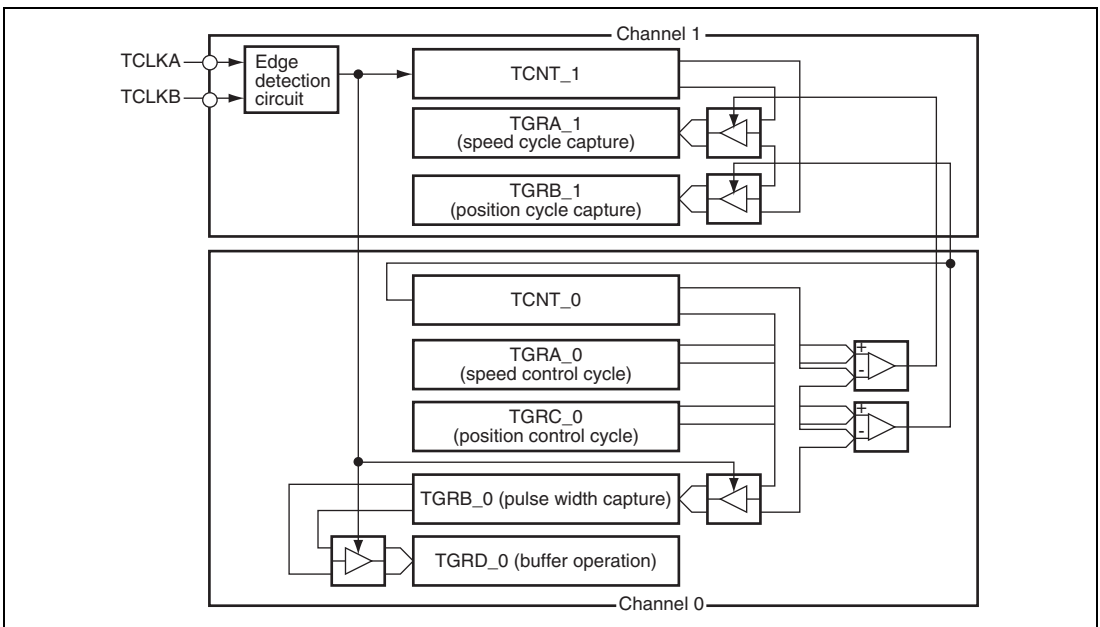 Channel 1
TCLKA
TCLKB
Edge
detection
circuit
TCNT_1
TGRA_1
(speed cycle capture)
TGRB_1
(position cycle capture)
TCNT_0
TGRA_0
(speed control cycle)
+
-
TGRC_0
(position control cycle)
+
-
TGRB_0 (pulse width capture)
TGRD_0 (buffer operation)
Channel 0